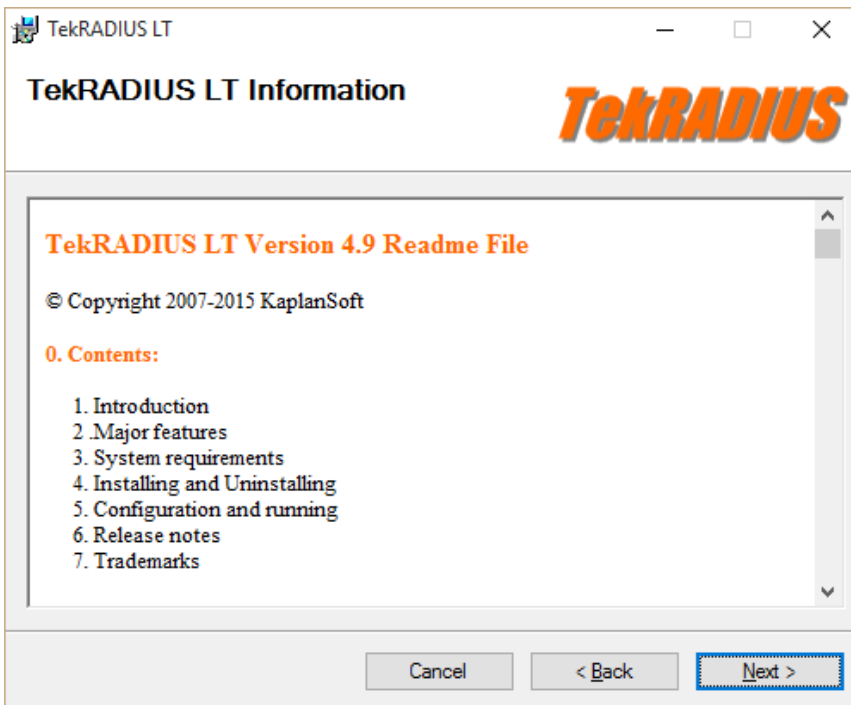 TekRADIUS LT
TekRADIUS LT Information
TekRADIUS
TekRADIUS LT Version 4.9 Readme File
© Copyright 2007-2015 KaplanSoft
0. Contents:
1. Introduction
2 .Major features
3. System requirements
4. Installing and Uninstalling
5. Configuration and running
6. Release notes
7. Trademarks
Cancel
< Back
Next >